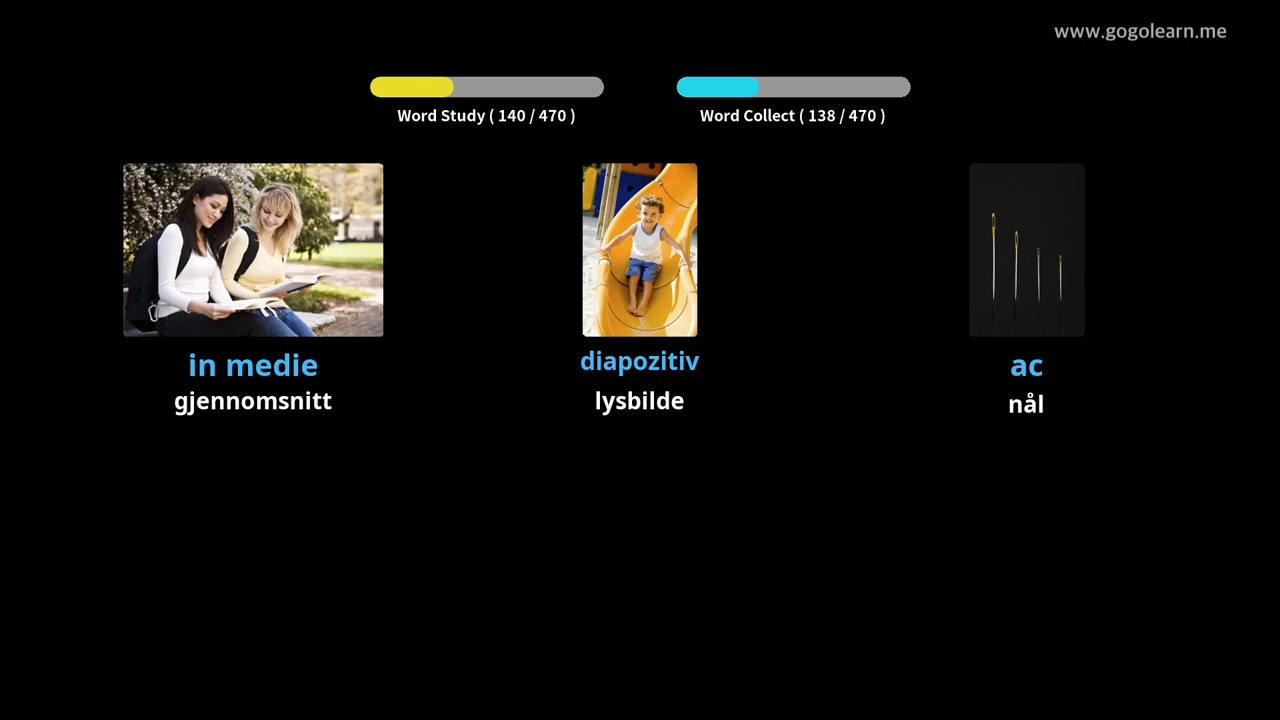 www.gogolearn.me
Word Study ( 140 / 470 )
Word Collect ( 138 / 470 )
in medie
gjennomsnitt
diapozitiv
lysbilde
ac
nål